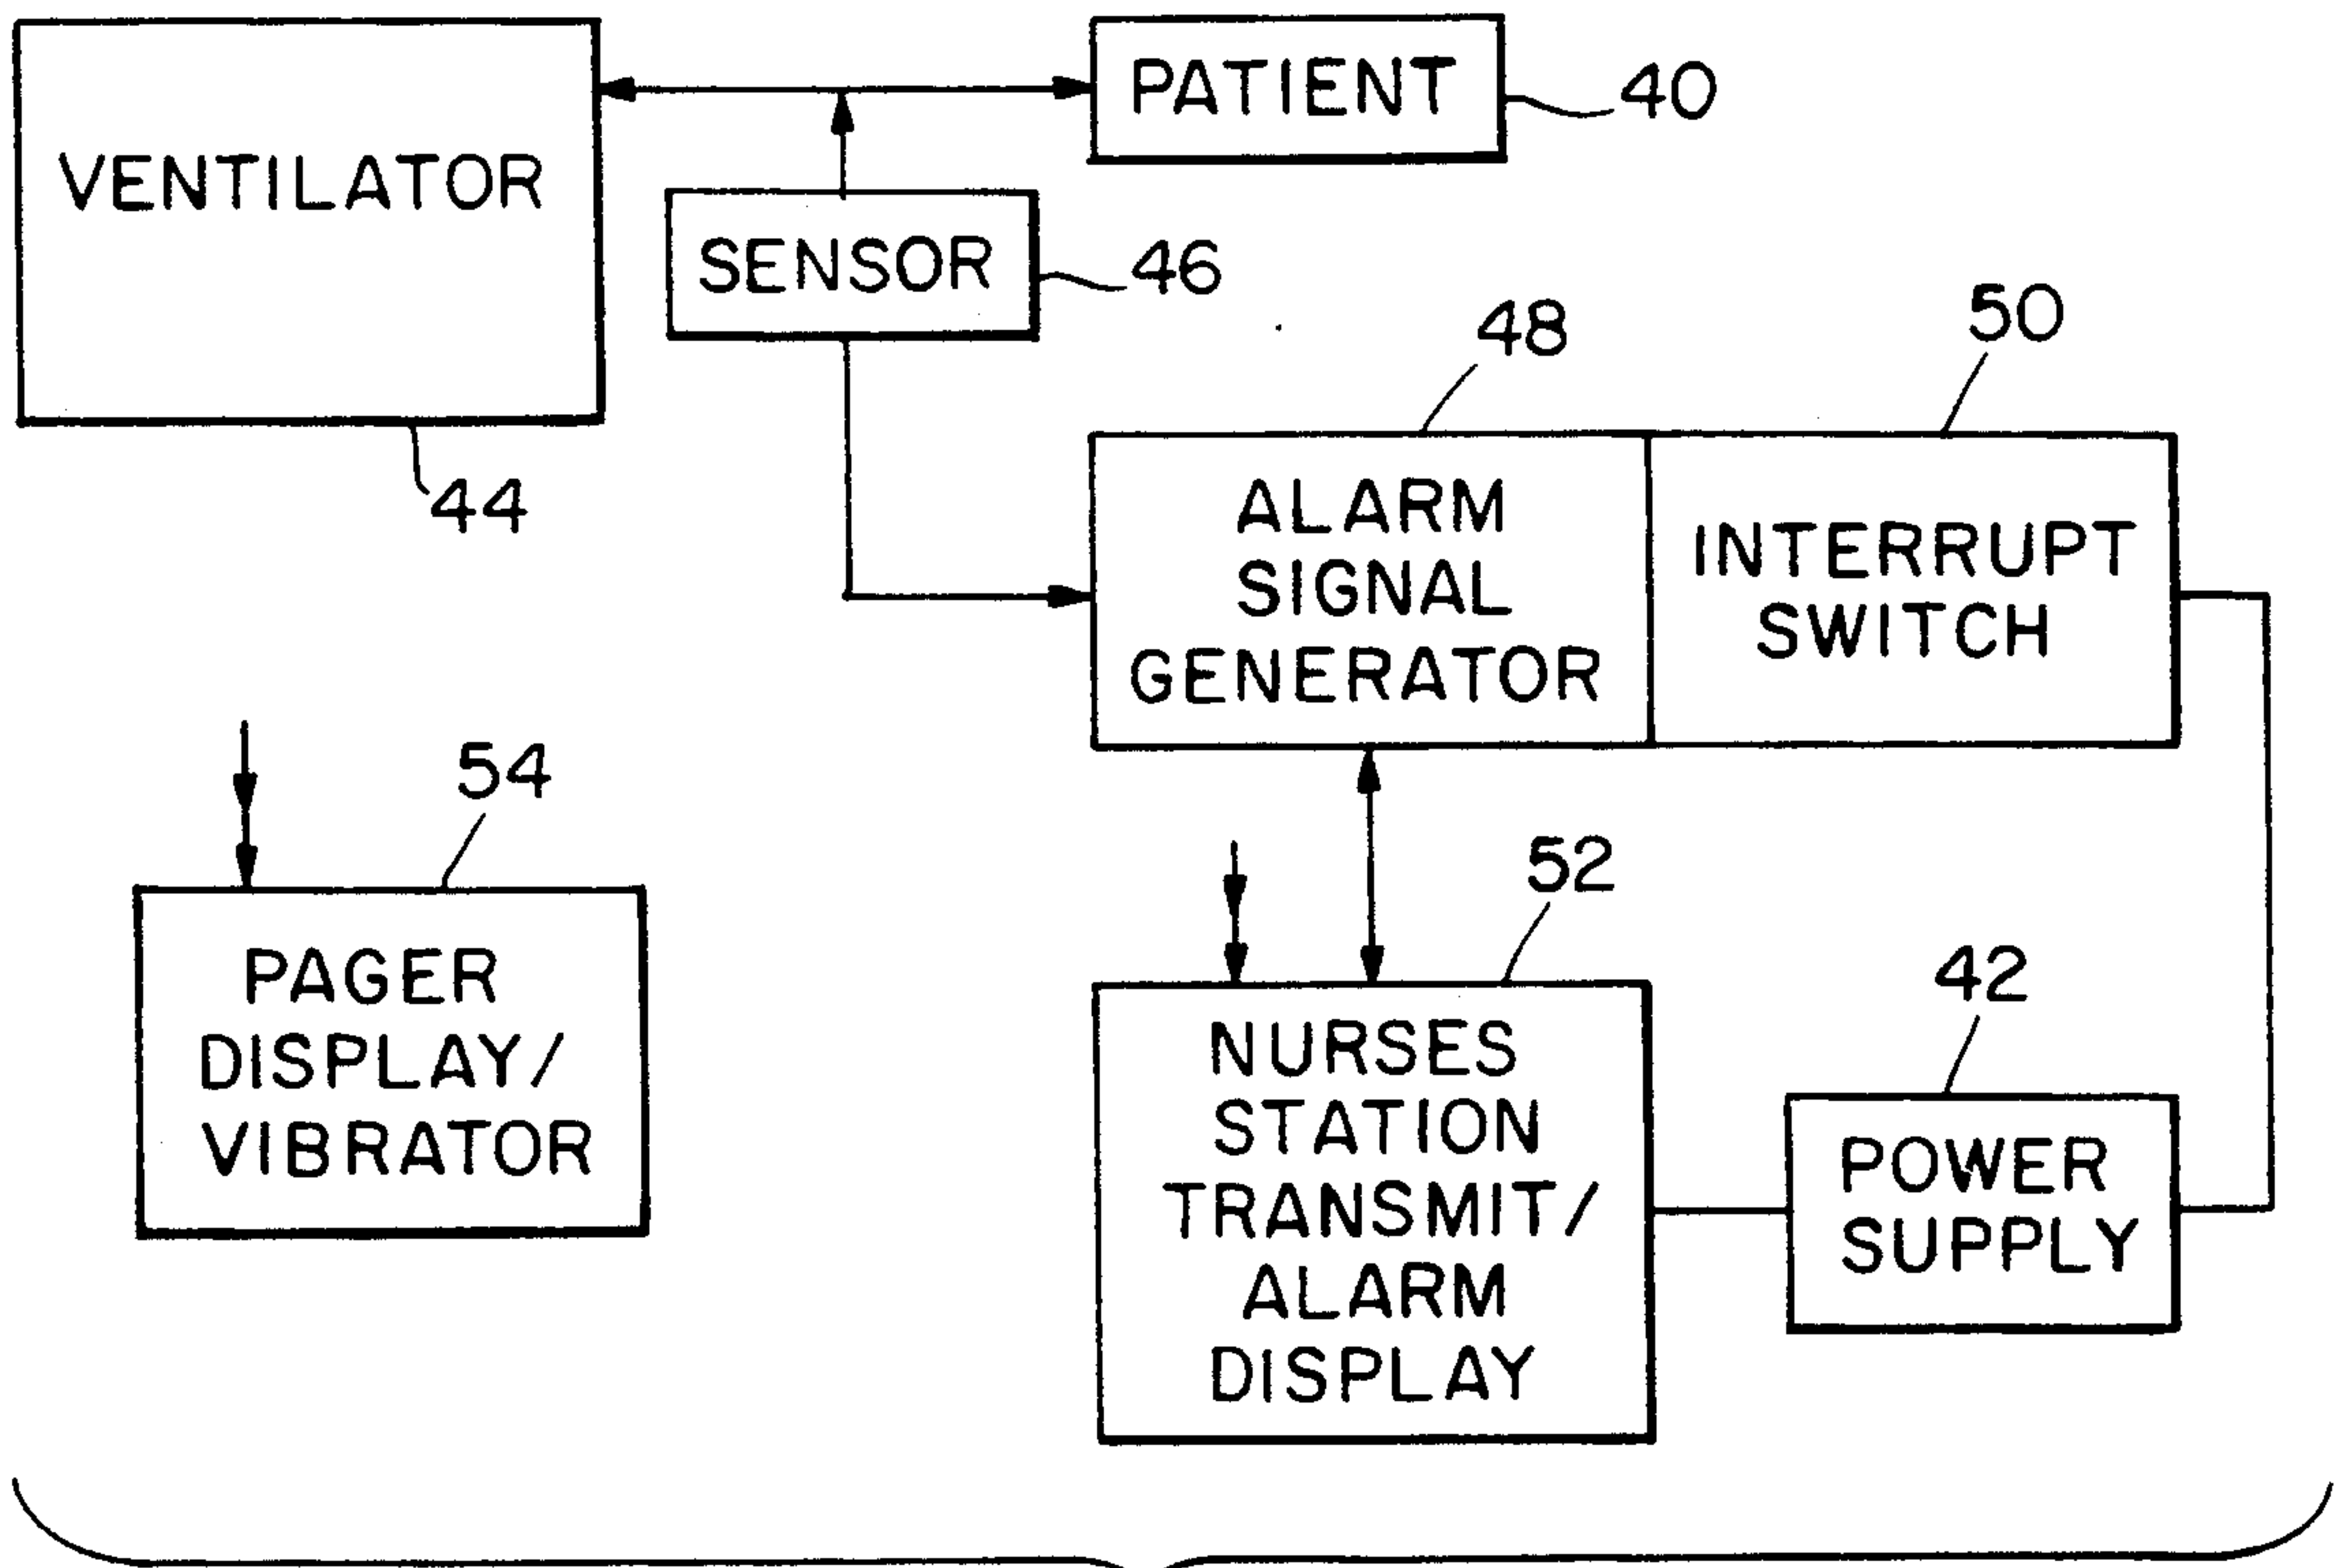 VENTILATOR
44
PATIENT
40
SENSOR
46
48
ALARM
SIGNAL
GENERATOR
50
INTERRUPT
SWITCH
54
PAGER
DISPLAY/
VIBRATOR
52
NURSES
STATION
TRANSMIT/
ALARM
DISPLAY
42
POWER
SUPPLY